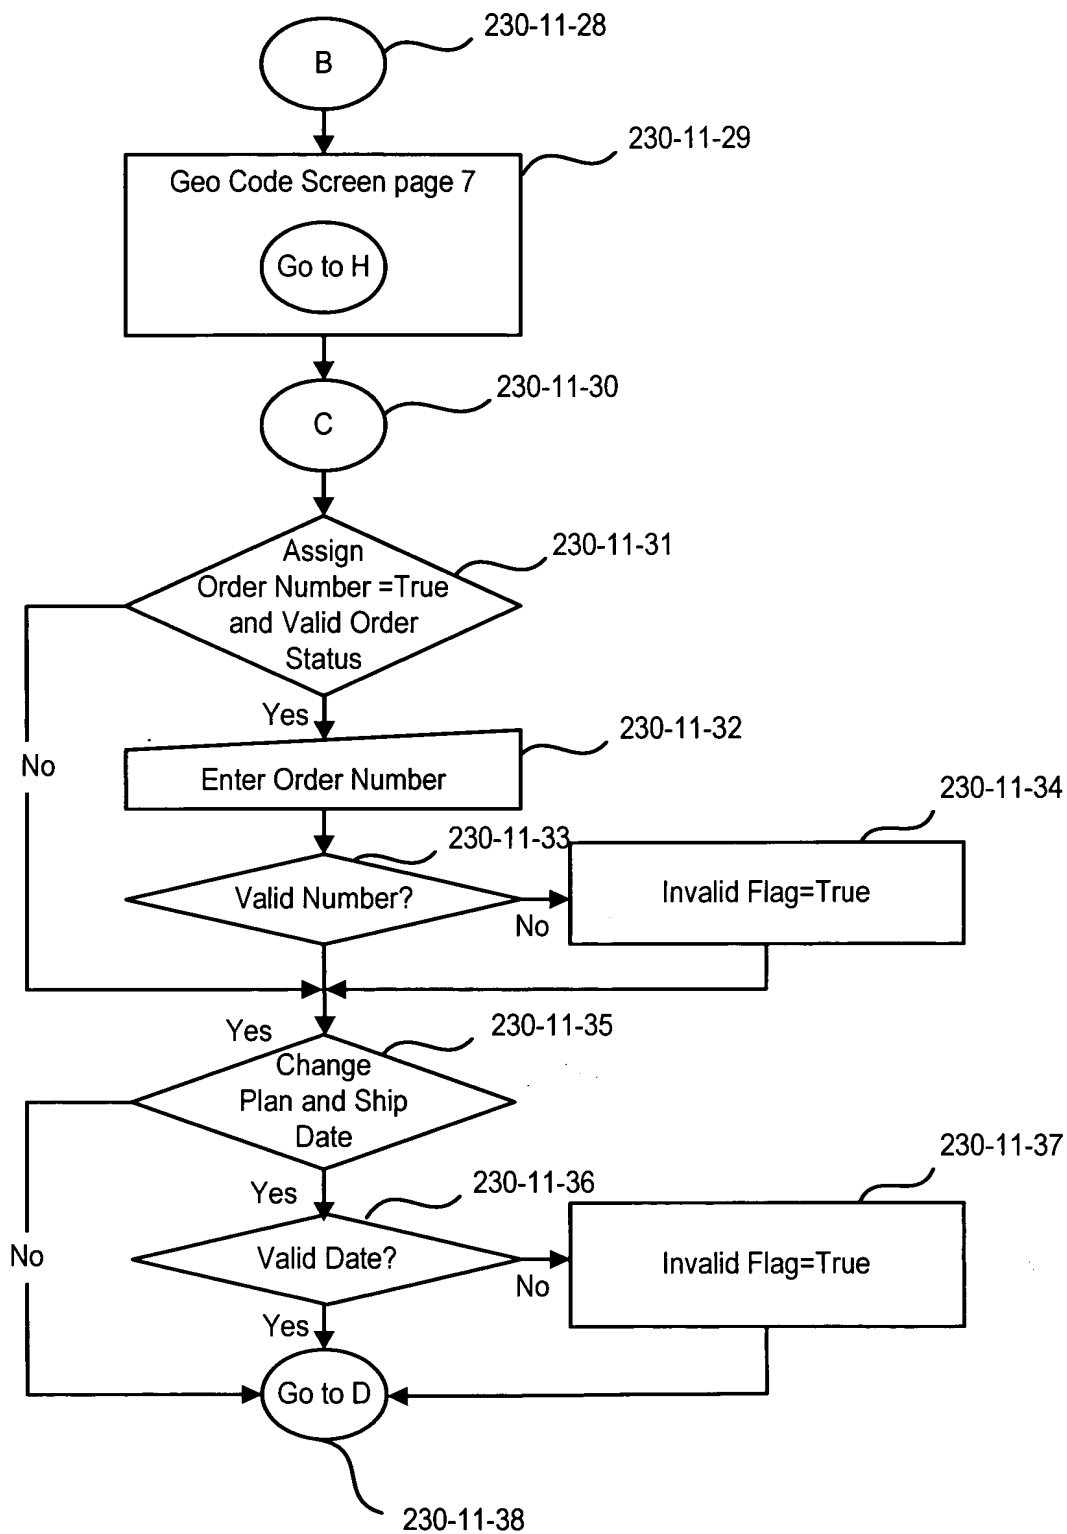 230-11-28
B
230-11-29
Geo Code Screen page 7
Go to H
230-11-30
C
230-11-31
Assign
Order Number =True
and Valid Order
Status
Yes
230-11-32
No
Enter Order Number
230-11-34
230-11-33
Valid Number?
Invalid Flag=True
No
230-11-35
Yes
Change
Plan and Ship
Date
230-11-37
230-11-36
Yes
No
Valid Date?
Invalid Flag=True
No
Yes
Go to D
230-11-38